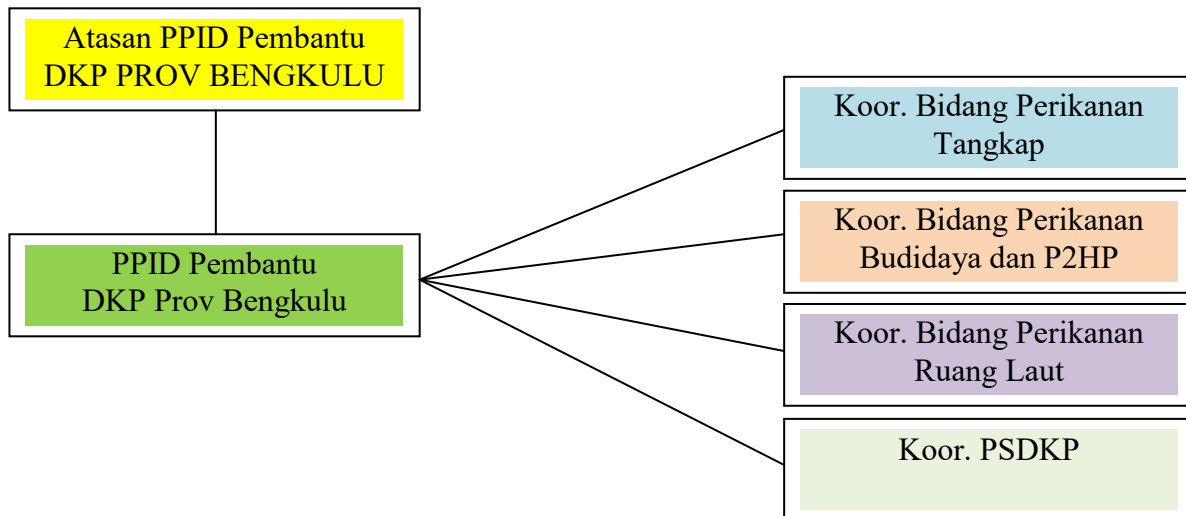 Atasan PPID Pembantu
DKP PROV BENGKULU
PPID Pembantu
DKP Prov Bengkulu
Koor. Bidang Perikanan
Tangkap
Koor. Bidang Perikanan
Budidaya dan P2HP
Koor. Bidang Perikanan
Ruang Laut
Koor. PSDKP